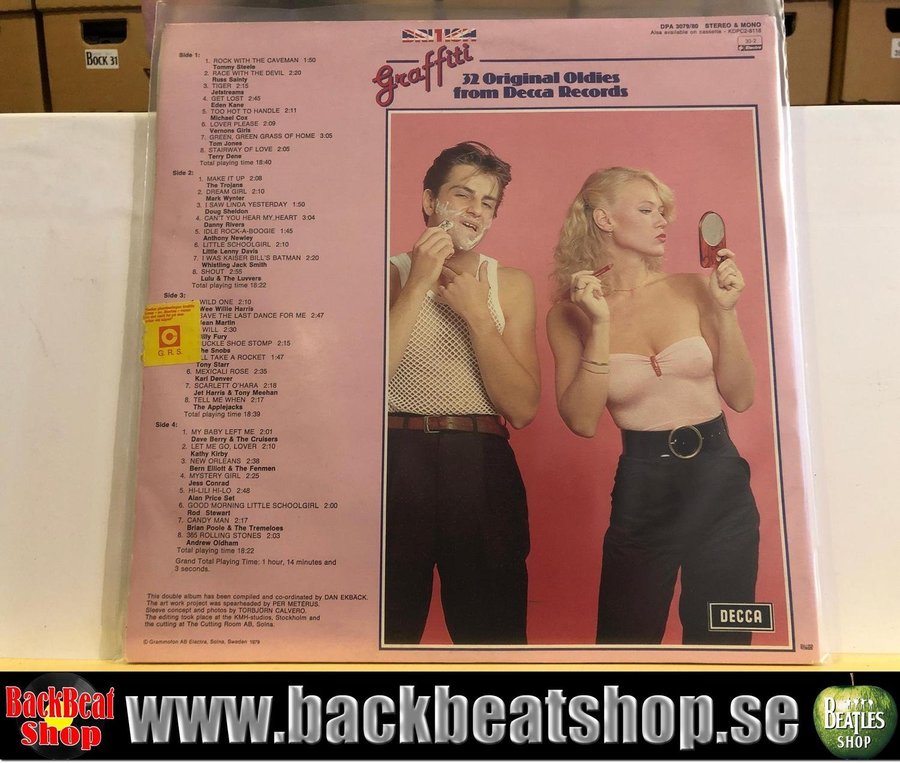 BOCK 31
BRITISH
Graffiti
32 Original Oldies
from Decca Records
DPA 3079/80 STEREO & MONO
Also available on cassette - KDPC2-8118
30-2
Electra
Side 1:
1. ROCK WITH THE CAVEMAN 1:50
Tommy Steele
2. RACE WITH THE DEVIL 2:20
Russ Sainty
3. TIGER 2:15
Jetstreams
4. GET LOST 2:45
Eden Kane
5. TOO HOT TO HANDLE 2:11
Michael Cox
6. LOVER PLEASE 2:09
Vernons Girls
7. GREEN, GREEN GRASS OF HOME 3:05
Tom Jones
8. STAIRWAY OF LOVE 2:05
Terry Dene
Total playing time 18:40
Side 2:
1. MAKE IT UP 2:08
The Trojans
2. DREAM GIRL 2:10
Mark Wynter
3. I SAW LINDA YESTERDAY 1:50
Doug Sheldon
4. CAN'T YOU HEAR MY HEART 3:04
Danny Rivers
5. IDLE ROCK-A-BOOGIE 1:45
Anthony Newley
6. LITTLE SCHOOLGIRL 2:10
Little Lenny Davis
7. I WAS KAISER BILL'S BATMAN 2:20
Whistling Jack Smith
8. SHOUT 2:55
Lulu & The Luvvers
Total playing time 18:22
Side 3:
WILD ONE 2:10
Wee Willie Harris
SAVE THE LAST DANCE FOR ME 2:47
Jean Martin
WILL 2:30
Billy Fury
BUCKLE SHOE STOMP 2:15
The Snobs
LL TAKE A ROCKET 1:47
Tony Starr
6. MEXICALI ROSE 2:35
Karl Denver
7. SCARLETT O'HARA 2:18
Jet Harris & Tony Meehan
8. TELL ME WHEN 2:17
The Applejacks
Total playing time 18:39
G.R.S.
Side 4:
1. MY BABY LEFT ME 2:01
Dave Berry & The Cruisers
2. LET ME GO, LOVER 2:10
Kathy Kirby
3. NEW ORLEANS 2:38
Bern Elliott & The Fenmen
4. MYSTERY GIRL 2:25
Jess Conrad
5. HI-LILI HI-LO 2:48
Alan Price Set
6. GOOD MORNING LITTLE SCHOOLGIRL 2:00
Rod Stewart
7. CANDY MAN 2:17
Brian Poole & The Tremeloes
8. 365 ROLLING STONES 2:03
Andrew Oldham
Total playing time 18:22
Grand Total Playing Time: 1 hour, 14 minutes and
3 seconds.
This double album has been compiled and co-ordinated by DAN EKBÄCK.
The art work project was spearheaded by PER METERUS.
Sleeve concept and photos by TORBJÖRN CALVERO.
The editing took place at the KMH-studios, Stockholm and
the cutting at The Cutting Room AB, Solna.
© Grammofon AB Electra, Solna, Sweden 1979
DECCA
BackBeat
Shop
www.backbeatshop.se
BEATLES
SHOP